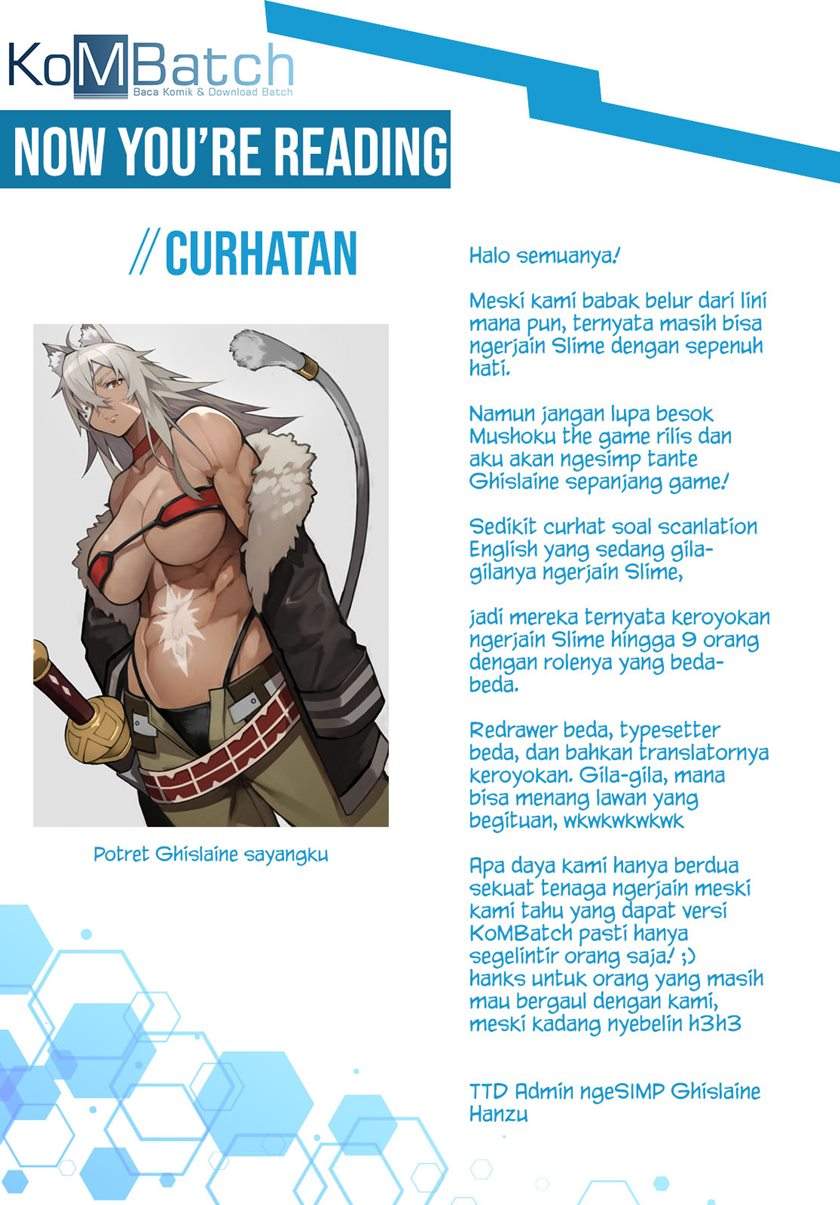 KoMBatch
Baca Komik & Download Batch
NOW YOU'RE READING
// CURHATAN
Potret Ghislaine sayangku
Halo semuanya!
Meski kami babak belur dari lini
mana pun, ternyata masih bisa
ngerjain Slime dengan sepenuh
hati.
Namun jangan lupa besok
Mushoku the game rilis dan
aku akan ngesimp tante
Ghislaine sepanjang game!
Sedikit curhat soal scanlation
English yang sedang gila-
gilanya ngerjain Slime,
jadi mereka ternyata keroyokan
ngerjain Slime hingga 9 orang
dengan rolenya yang beda-
beda.
Redrawer beda, typesetter
beda, dan bahkan translatornya
keroyokan. Gila-gila, mana
bisa menang lawan yang
begituan, wkwkwkwkwk
Apa daya kami hanya berdua
sekuat tenaga ngerjain meski
kami tahu yang dapat versi
KoMBatch pasti hanya
segelintir orang saja! ;)
hanks untuk orang yang masih
mau bergaul dengan kami,
meski kadang nyebelin h3h3
TTD Admin ngeSIMP Ghislaine
Hanzu